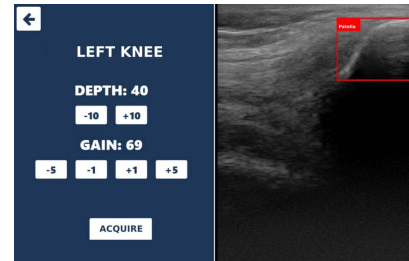 LEFT KNEE
DEPTH: 40
-10 +10
GAIN: 69
-5 -1 +1 +5
ACQUIRE
Patella